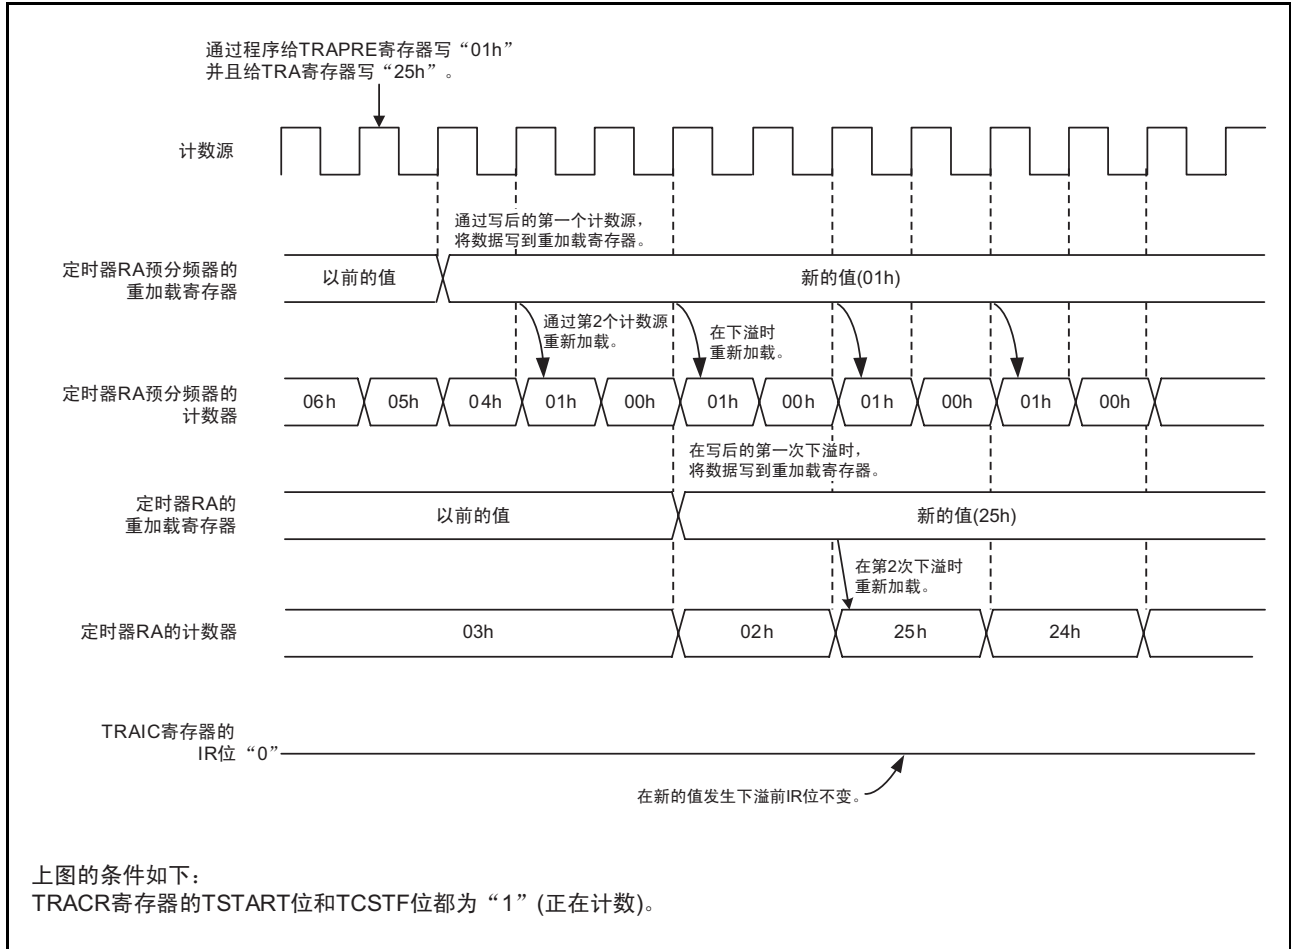 通过程序给TRAPRE寄存器写“01h”
并且给TRA寄存器写“25h”。
计数源
通过写后的第一个计数源，
将数据写到重加载寄存器。
定时器RA预分频器的
重加载寄存器
以前的值
新的值(01h)
通过第2个计数源
重新加载。
在下溢时
重新加载。
定时器RA预分频器的
计数器
06h 05h 04h 01h 00h 01h 00h 01h 00h 01h 00h
在写后的第一次下溢时，
将数据写到重加载寄存器。
定时器RA的
重加载寄存器
以前的值
新的值(25h)
在第2次下溢时
重新加载。
定时器RA的计数器
03h 02h 25h 24h
TRAIC寄存器的
IR位 “0”
在新的值发生下溢前IR位不变。
上图的条件如下：
TRACR寄存器的TSTART位和TCSTF位都为“1”(正在计数)。